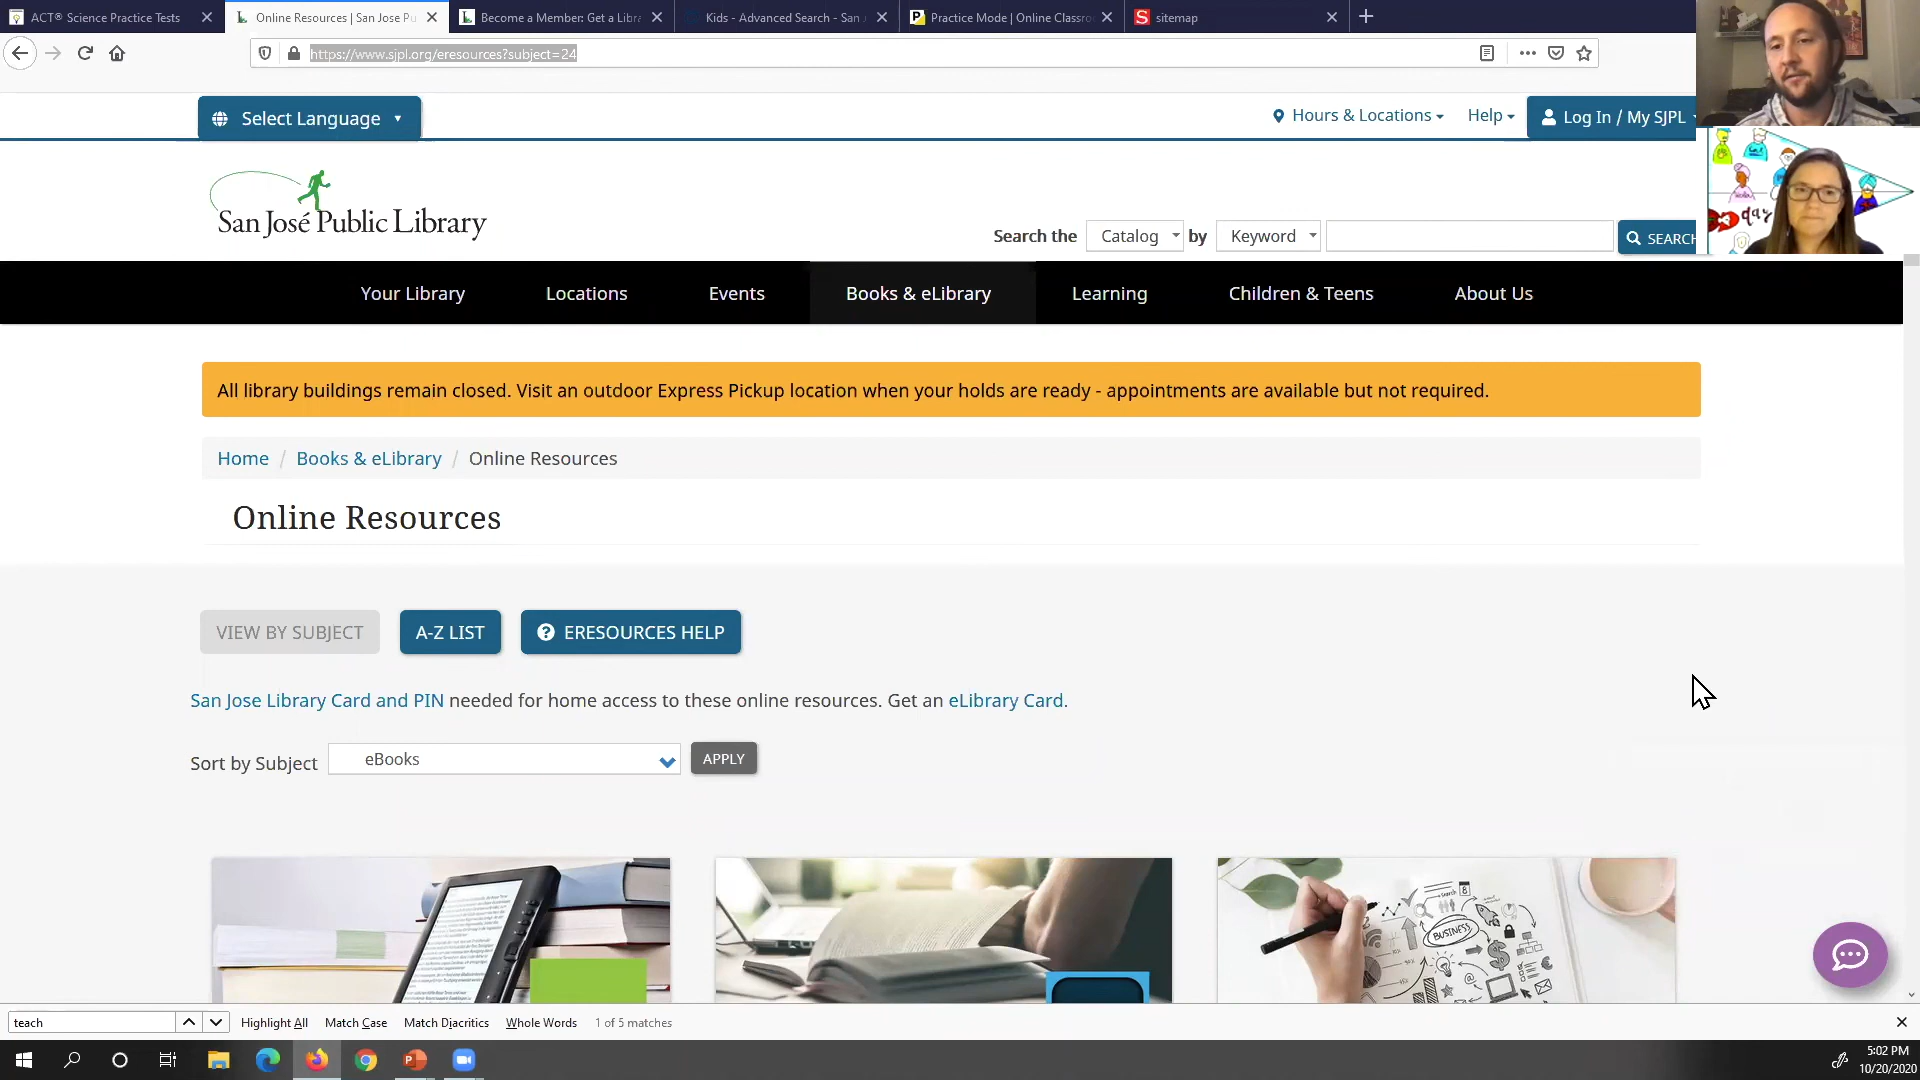 ACT® Science Practice Tests
Online Resources | San Jose Pu
Become a Member: Get a Libra
Kids - Advanced Search - San
Practice Mode | Online Classro
sitemap
https://www.sjpl.org/eresources?subject=24
Select Language
Hours & Locations
Help
Log In / My SJPL
San José Public Library
Search the
Catalog
by
Keyword
SEARCH
day
Your Library
Locations
Events
Books & eLibrary
Learning
Children & Teens
About Us
All library buildings remain closed. Visit an outdoor Express Pickup location when your holds are ready - appointments are available but not required.
Home / Books & eLibrary / Online Resources
Online Resources
VIEW BY SUBJECT
A-Z LIST
ERESOURCES HELP
San Jose Library Card and PIN needed for home access to these online resources. Get an eLibrary Card.
Sort by Subject
eBooks
APPLY
BUSINESS
teach
Highlight All
Match Case
Match Diacritics
Whole Words
1 of 5 matches
5:02 PM
10/20/2020